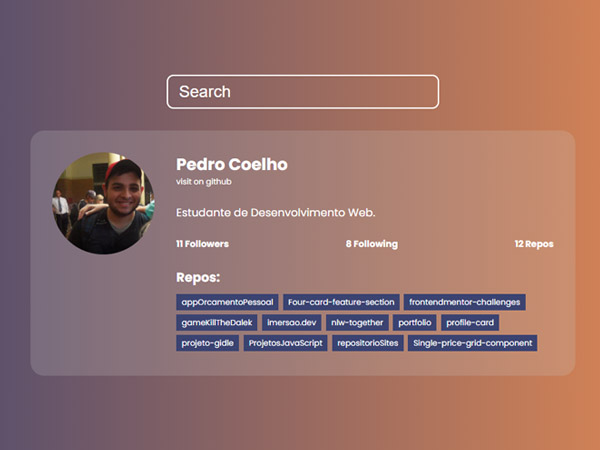 Search
Pedro Coelho
visit on github
Estudante de Desenvolvimento Web.
11 Followers 8 Following 12 Repos
Repos:
appOrcamentoPessoal Four-card-feature-section frontendmentor-challenges
gameKillTheDalek imersao.dev nlw-together portfolio profile-card
projeto-gidle ProjetosJavaScript repositorioSites Single-price-grid-component